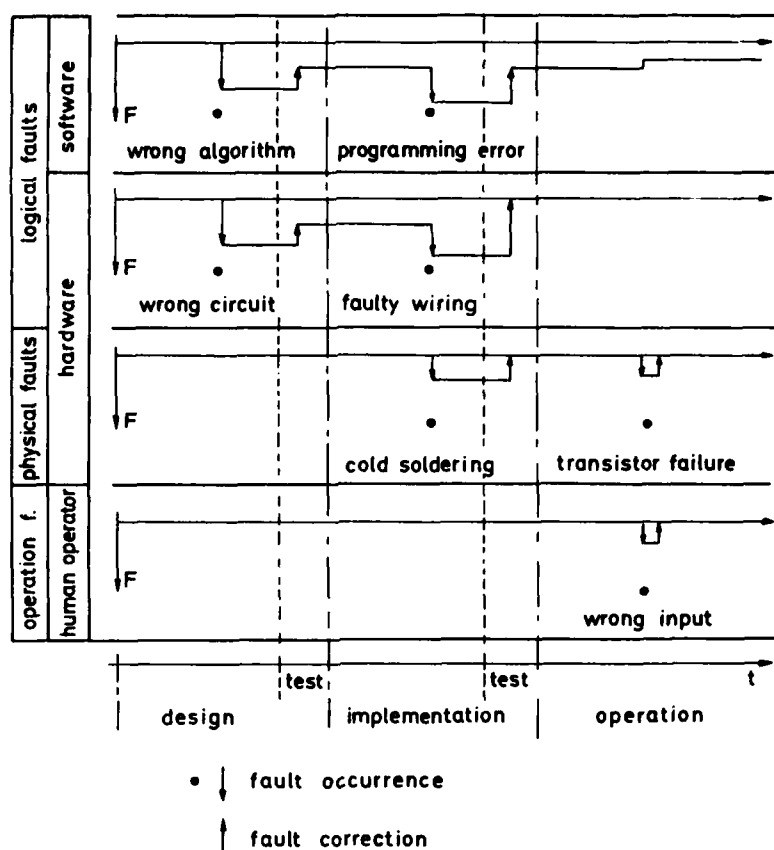 logical faults
software
F
wrong algorithm
programming error
hardware
F
wrong circuit
faulty wiring
physical faults
F
cold soldering
transistor failure
operation f.
human operator
F
wrong input
test
test
t
design
implementation
operation
fault occurrence
fault correction